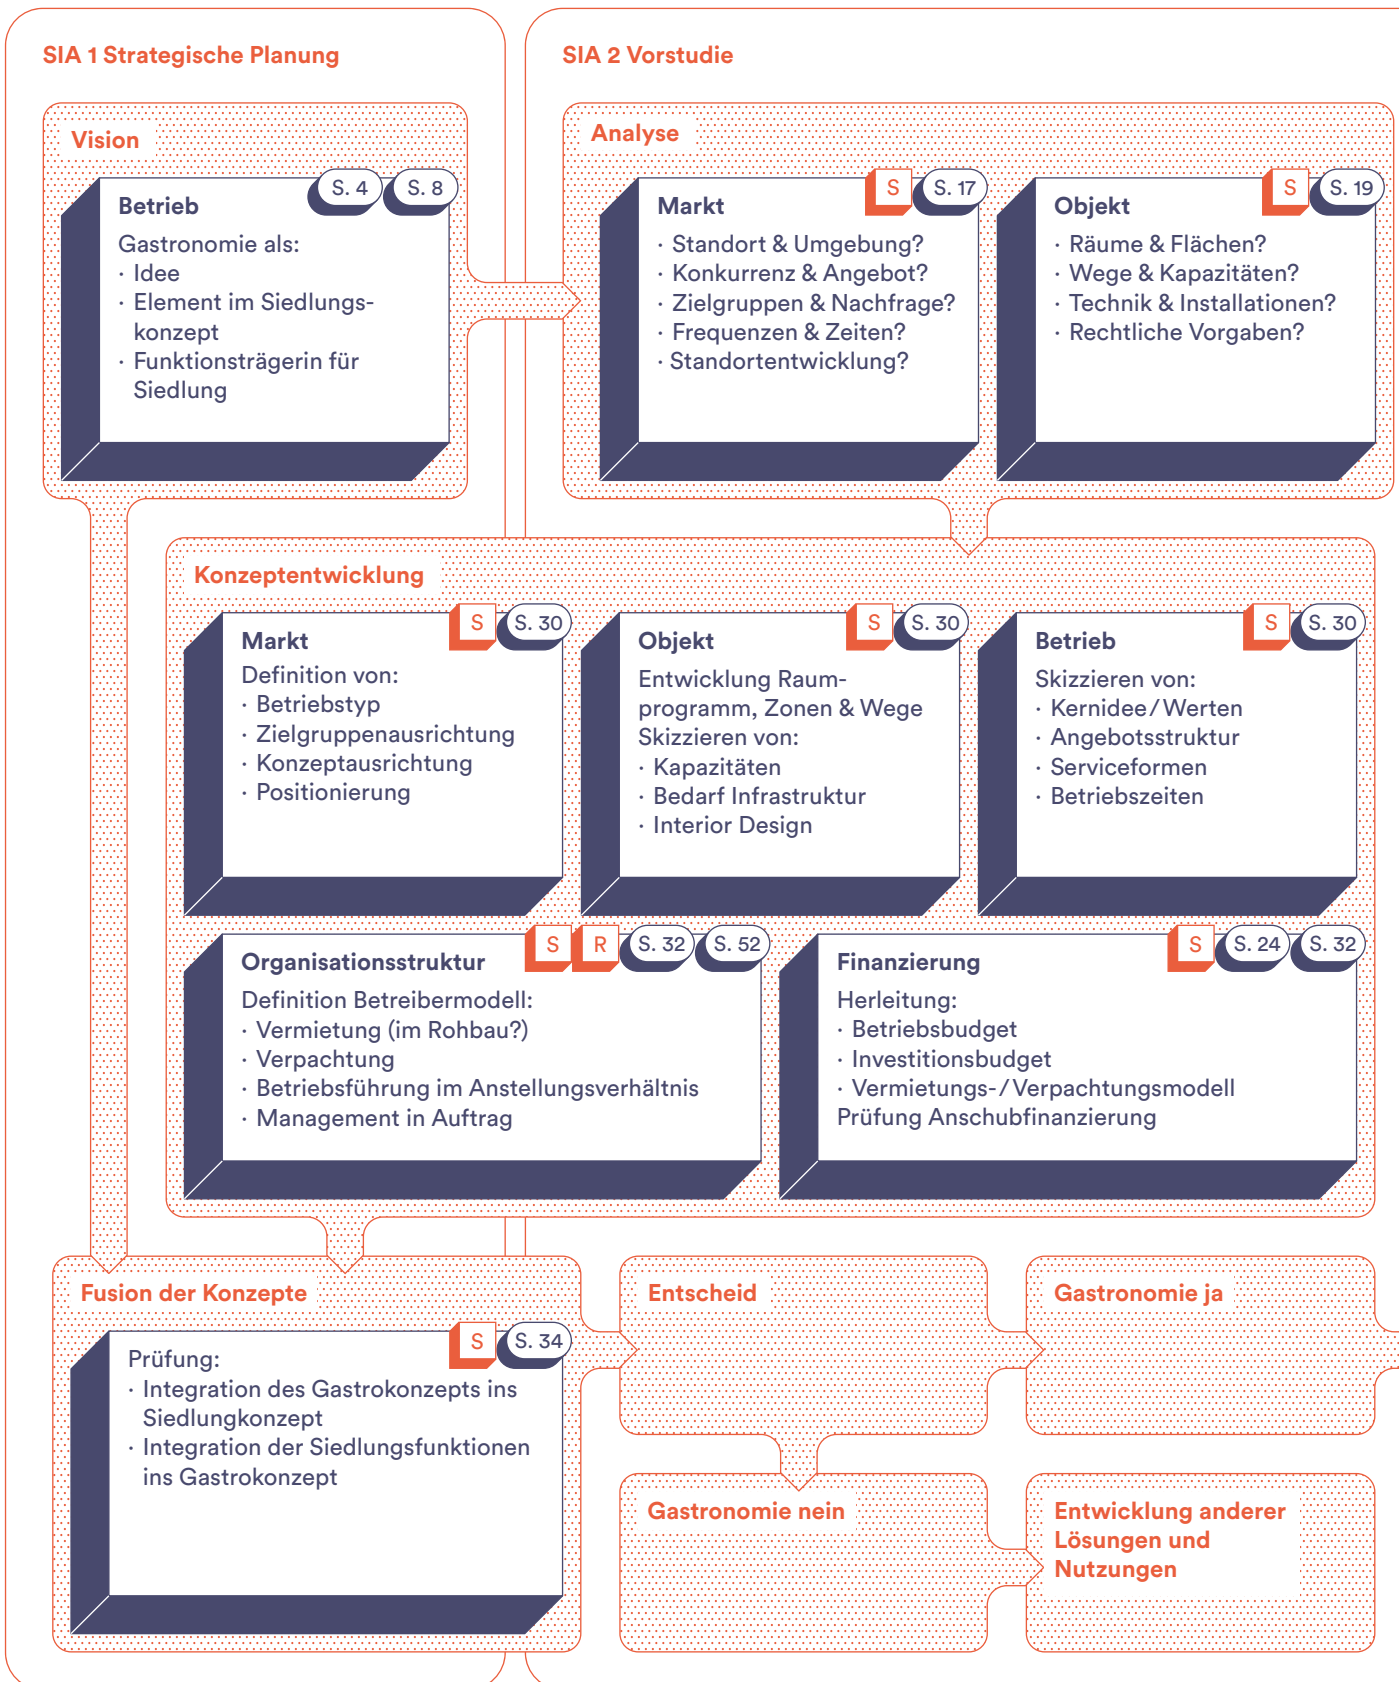 SIA 1 Strategische Planung
SIA 2 Vorstudie
Vision
S. 4
S. 8
Betrieb
Gastronomie als:
· Idee
· Element im Siedlungs-
konzept
· Funktionsträgerin für
Siedlung
Analyse
S
S. 17
Markt
· Standort & Umgebung?
· Konkurrenz & Angebot?
· Zielgruppen & Nachfrage?
· Frequenzen & Zeiten?
· Standortentwicklung?
S
S. 19
Objekt
· Räume & Flächen?
· Wege & Kapazitäten?
· Technik & Installationen?
· Rechtliche Vorgaben?
Konzeptentwicklung
S
S. 30
Markt
Definition von:
· Betriebstyp
· Zielgruppenausrichtung
· Konzeptausrichtung
· Positionierung
S
S. 30
Objekt
Entwicklung Raum-
programm, Zonen & Wege
Skizzieren von:
· Kapazitäten
· Bedarf Infrastruktur
· Interior Design
S
S. 30
Betrieb
Skizzieren von:
· Kernidee/Werten
· Angebotsstruktur
· Serviceformen
· Betriebszeiten
S
R
S. 32
S. 52
Organisationsstruktur
Definition Betreibermodell:
· Vermietung (im Rohbau?)
· Verpachtung
· Betriebsführung im Anstellungsverhältnis
· Management in Auftrag
S
S. 24
S. 32
Finanzierung
Herleitung:
· Betriebsbudget
· Investitionsbudget
· Vermietungs-/Verpachtungsmodell
Prüfung Anschubfinanzierung
Fusion der Konzepte
S
S. 34
Prüfung:
· Integration des Gastrokonzepts ins
Siedlungkonzept
· Integration der Siedlungsfunktionen
ins Gastrokonzept
Entscheid
Gastronomie ja
Gastronomie nein
Entwicklung anderer
Lösungen und
Nutzungen